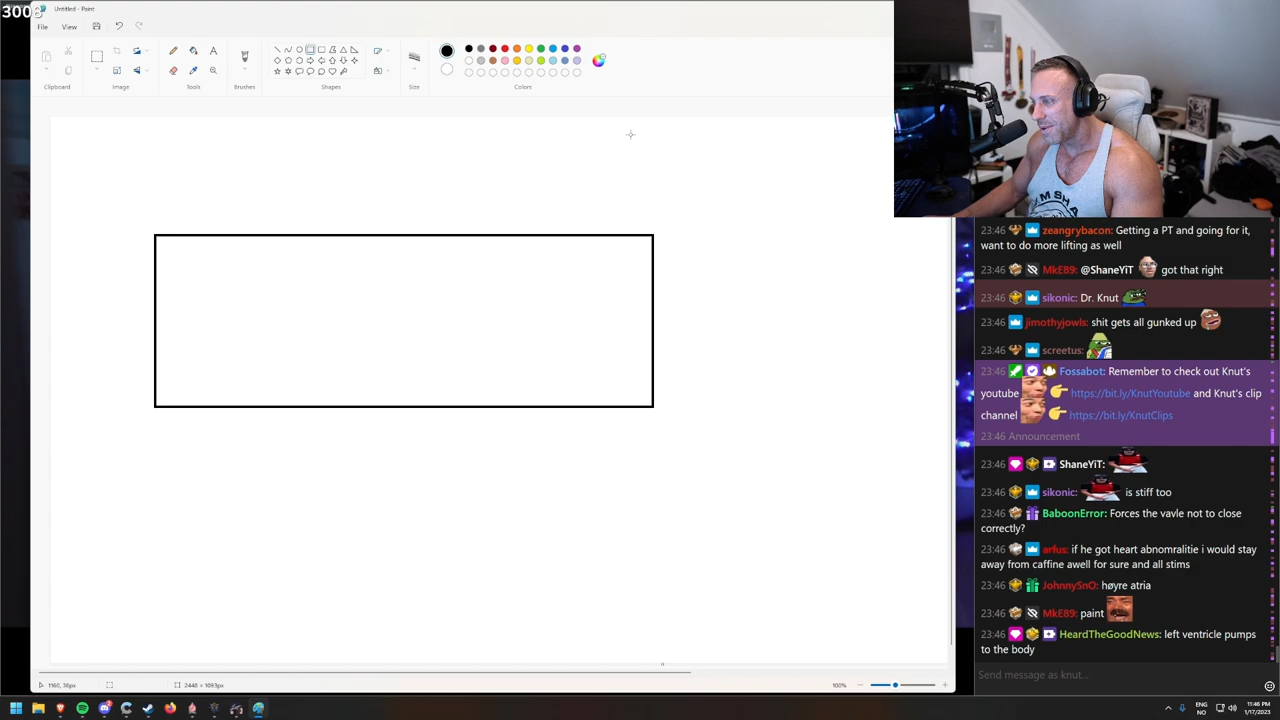 3008
Untitled - Paint
File
View
Clipboard
Image
Tools
Brushes
Shapes
Size
Colors
23:46 zeangrybacon: Getting a PT and going for it,
want to do more lifting as well
23:46 MkE89: @ShaneYiT got that right
23:46 sikonic: Dr. Knut
23:46 jimothyjowls: shit gets all gunked up
23:46 screetus:
23:46 Fossabot: Remember to check out Knut's
youtube https://bit.ly/KnutYoutube and Knut's clip
channel https://bit.ly/KnutClips
23:46 Announcement
23:46 ShaneYiT:
23:46 sikonic: is stiff too
23:46 BaboonError: Forces the vavle not to close
correctly?
23:46 arfus: if he got heart abnomralitie i would stay
away from caffine awell for sure and all stims
23:46 JohnnySnO: høyre atria
23:46 MkE89: paint
23:46 HeardTheGoodNews: left ventricle pumps
to the body
Send message as knut...
1160, 36px
2448 × 1093px
100%
ENG
NO
11:46 PM
1/17/2023